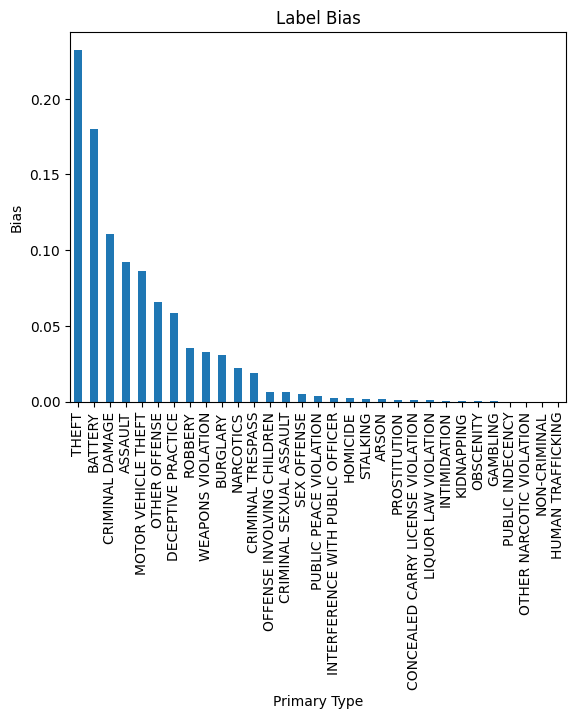 Label Bias
Bias
0.20
0.15
0.10
0.05
0.00
THEFT
BATTERY
CRIMINAL DAMAGE
ASSAULT
MOTOR VEHICLE THEFT
OTHER OFFENSE
DECEPTIVE PRACTICE
ROBBERY
WEAPONS VIOLATION
BURGLARY
NARCOTICS
CRIMINAL TRESPASS
OFFENSE INVOLVING CHILDREN
CRIMINAL SEXUAL ASSAULT
SEX OFFENSE
PUBLIC PEACE VIOLATION
INTERFERENCE WITH PUBLIC OFFICER
HOMICIDE
STALKING
ARSON
PROSTITUTION
CONCEALED CARRY LICENSE VIOLATION
LIQUOR LAW VIOLATION
INTIMIDATION
KIDNAPPING
OBSCENITY
GAMBLING
PUBLIC INDECENCY
OTHER NARCOTIC VIOLATION
NON-CRIMINAL
HUMAN TRAFFICKING
Primary Type